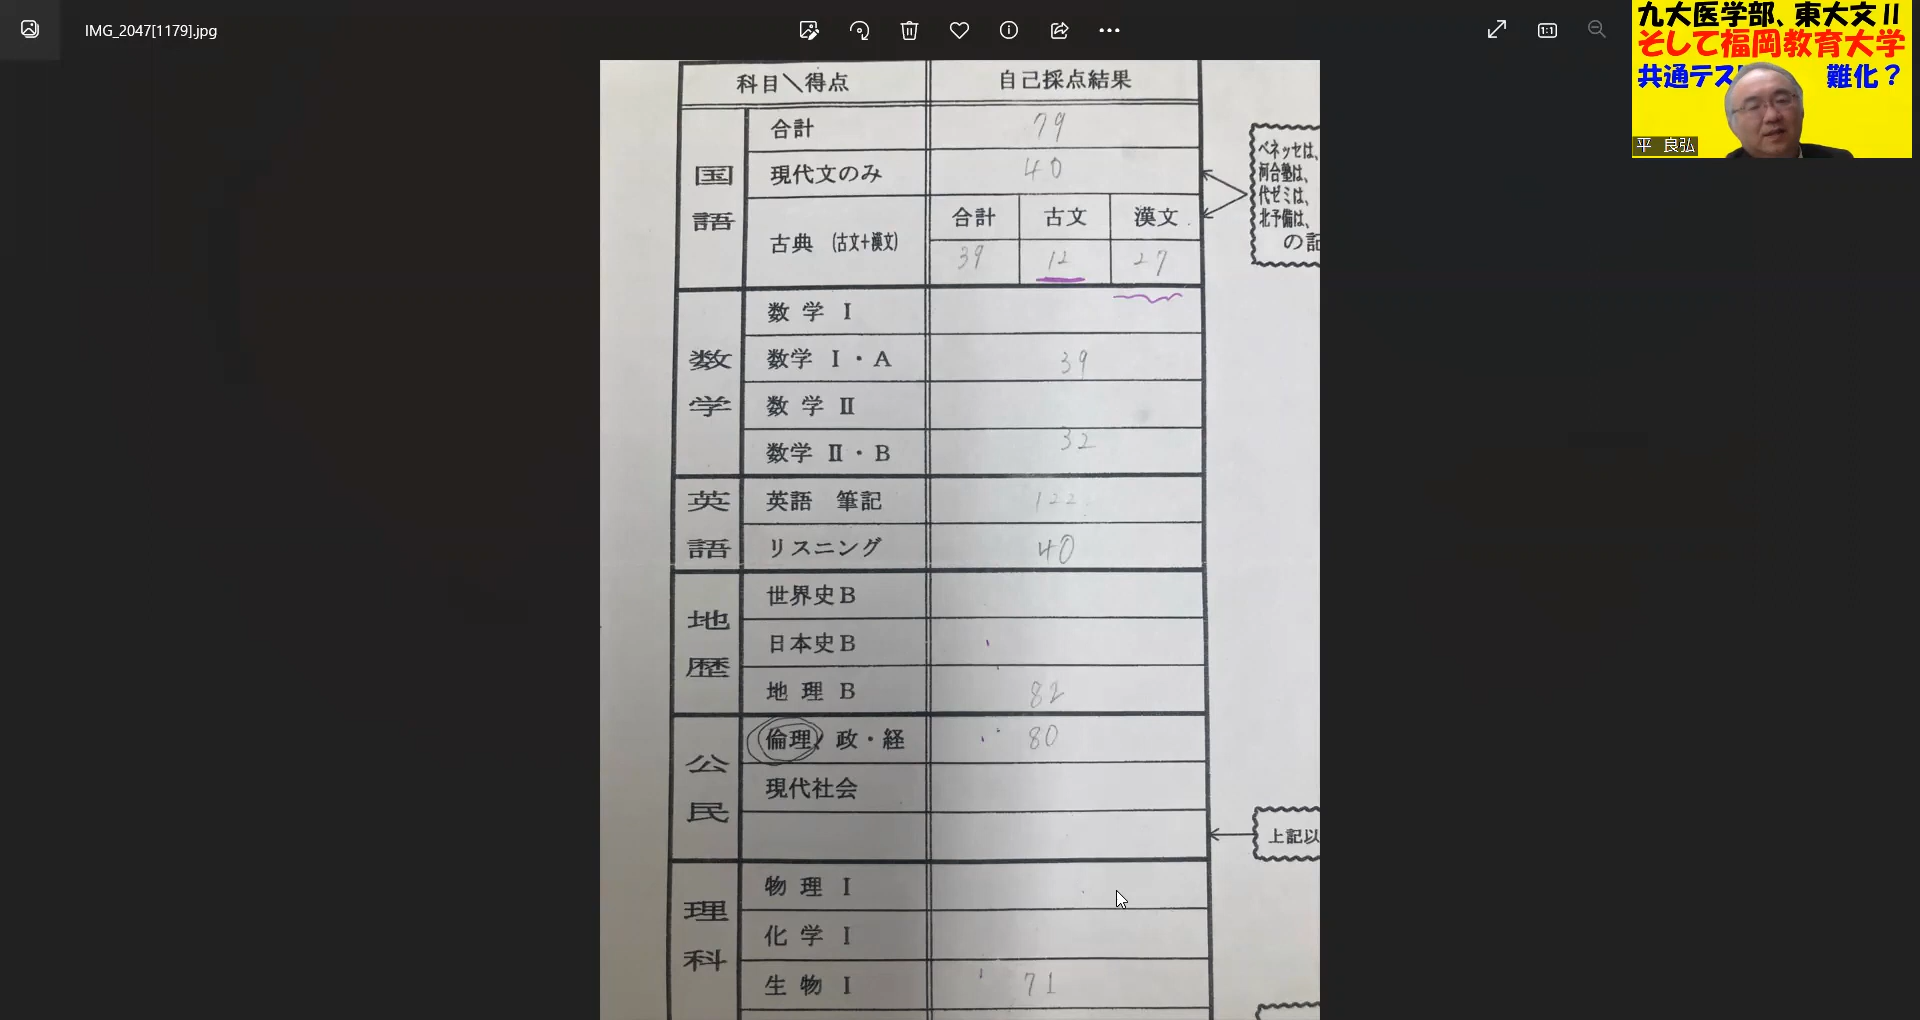 IMG_2047[1179].jpg
1:1
九大医学部、東大文Ⅱ
そして福岡教育大学
共通テス
難化？
平 良弘
科目＼得点 自己採点結果
国語
合計 79
現代文のみ 40
古典 (古文+漢文)
合計 古文 漢文
39 12 27
数学
数学 Ⅰ
数学 Ⅰ・A 39
数学 Ⅱ
数学 Ⅱ・B 32
英語
英語 筆記 122
リスニング 40
地歴
世界史B
日本史B
地理B 82
公民
倫理/政・経 80
現代社会
理科
物理Ⅰ
化学Ⅰ
生物Ⅰ 71
ベネッセは、
河合塾は、
代ゼミは、
北予備は、
の記
上記以